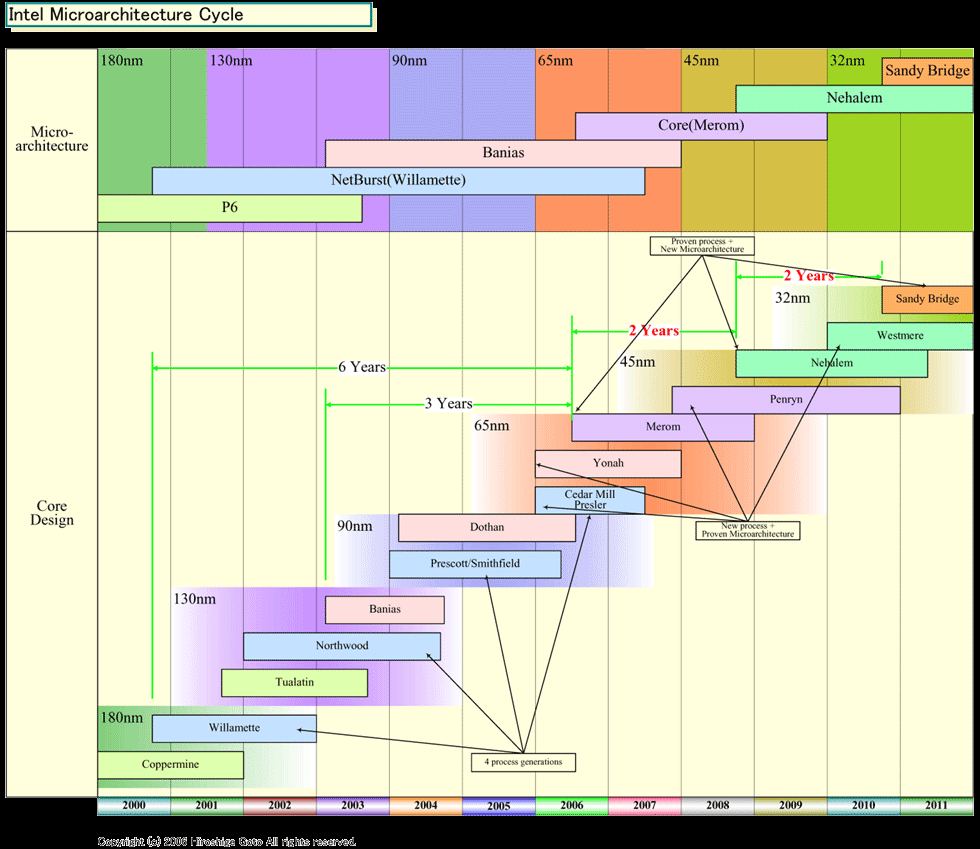 Intel Microarchitecture Cycle
180nm
130nm
90nm
65nm
45nm
32nm
Sandy Bridge
Nehalem
Core(Merom)
Banias
NetBurst(Willamette)
P6
Micro-
architecture
Proven process +
New Microarchitecture
2 Years
32nm
Sandy Bridge
2 Years
Westmere
45nm
Nehalem
6 Years
Penryn
3 Years
65nm
Merom
Yonah
Cedar Mill
Presler
Core
Design
90nm
Dothan
New process +
Proven Microarchitecture
Prescott/Smithfield
130nm
Banias
Northwood
Tualatin
180nm
Willamette
4 process generations
Coppermine
2000
2001
2002
2003
2004
2005
2006
2007
2008
2009
2010
2011
Copyright (c) 2006 Hiroshige Goto All rights reserved.